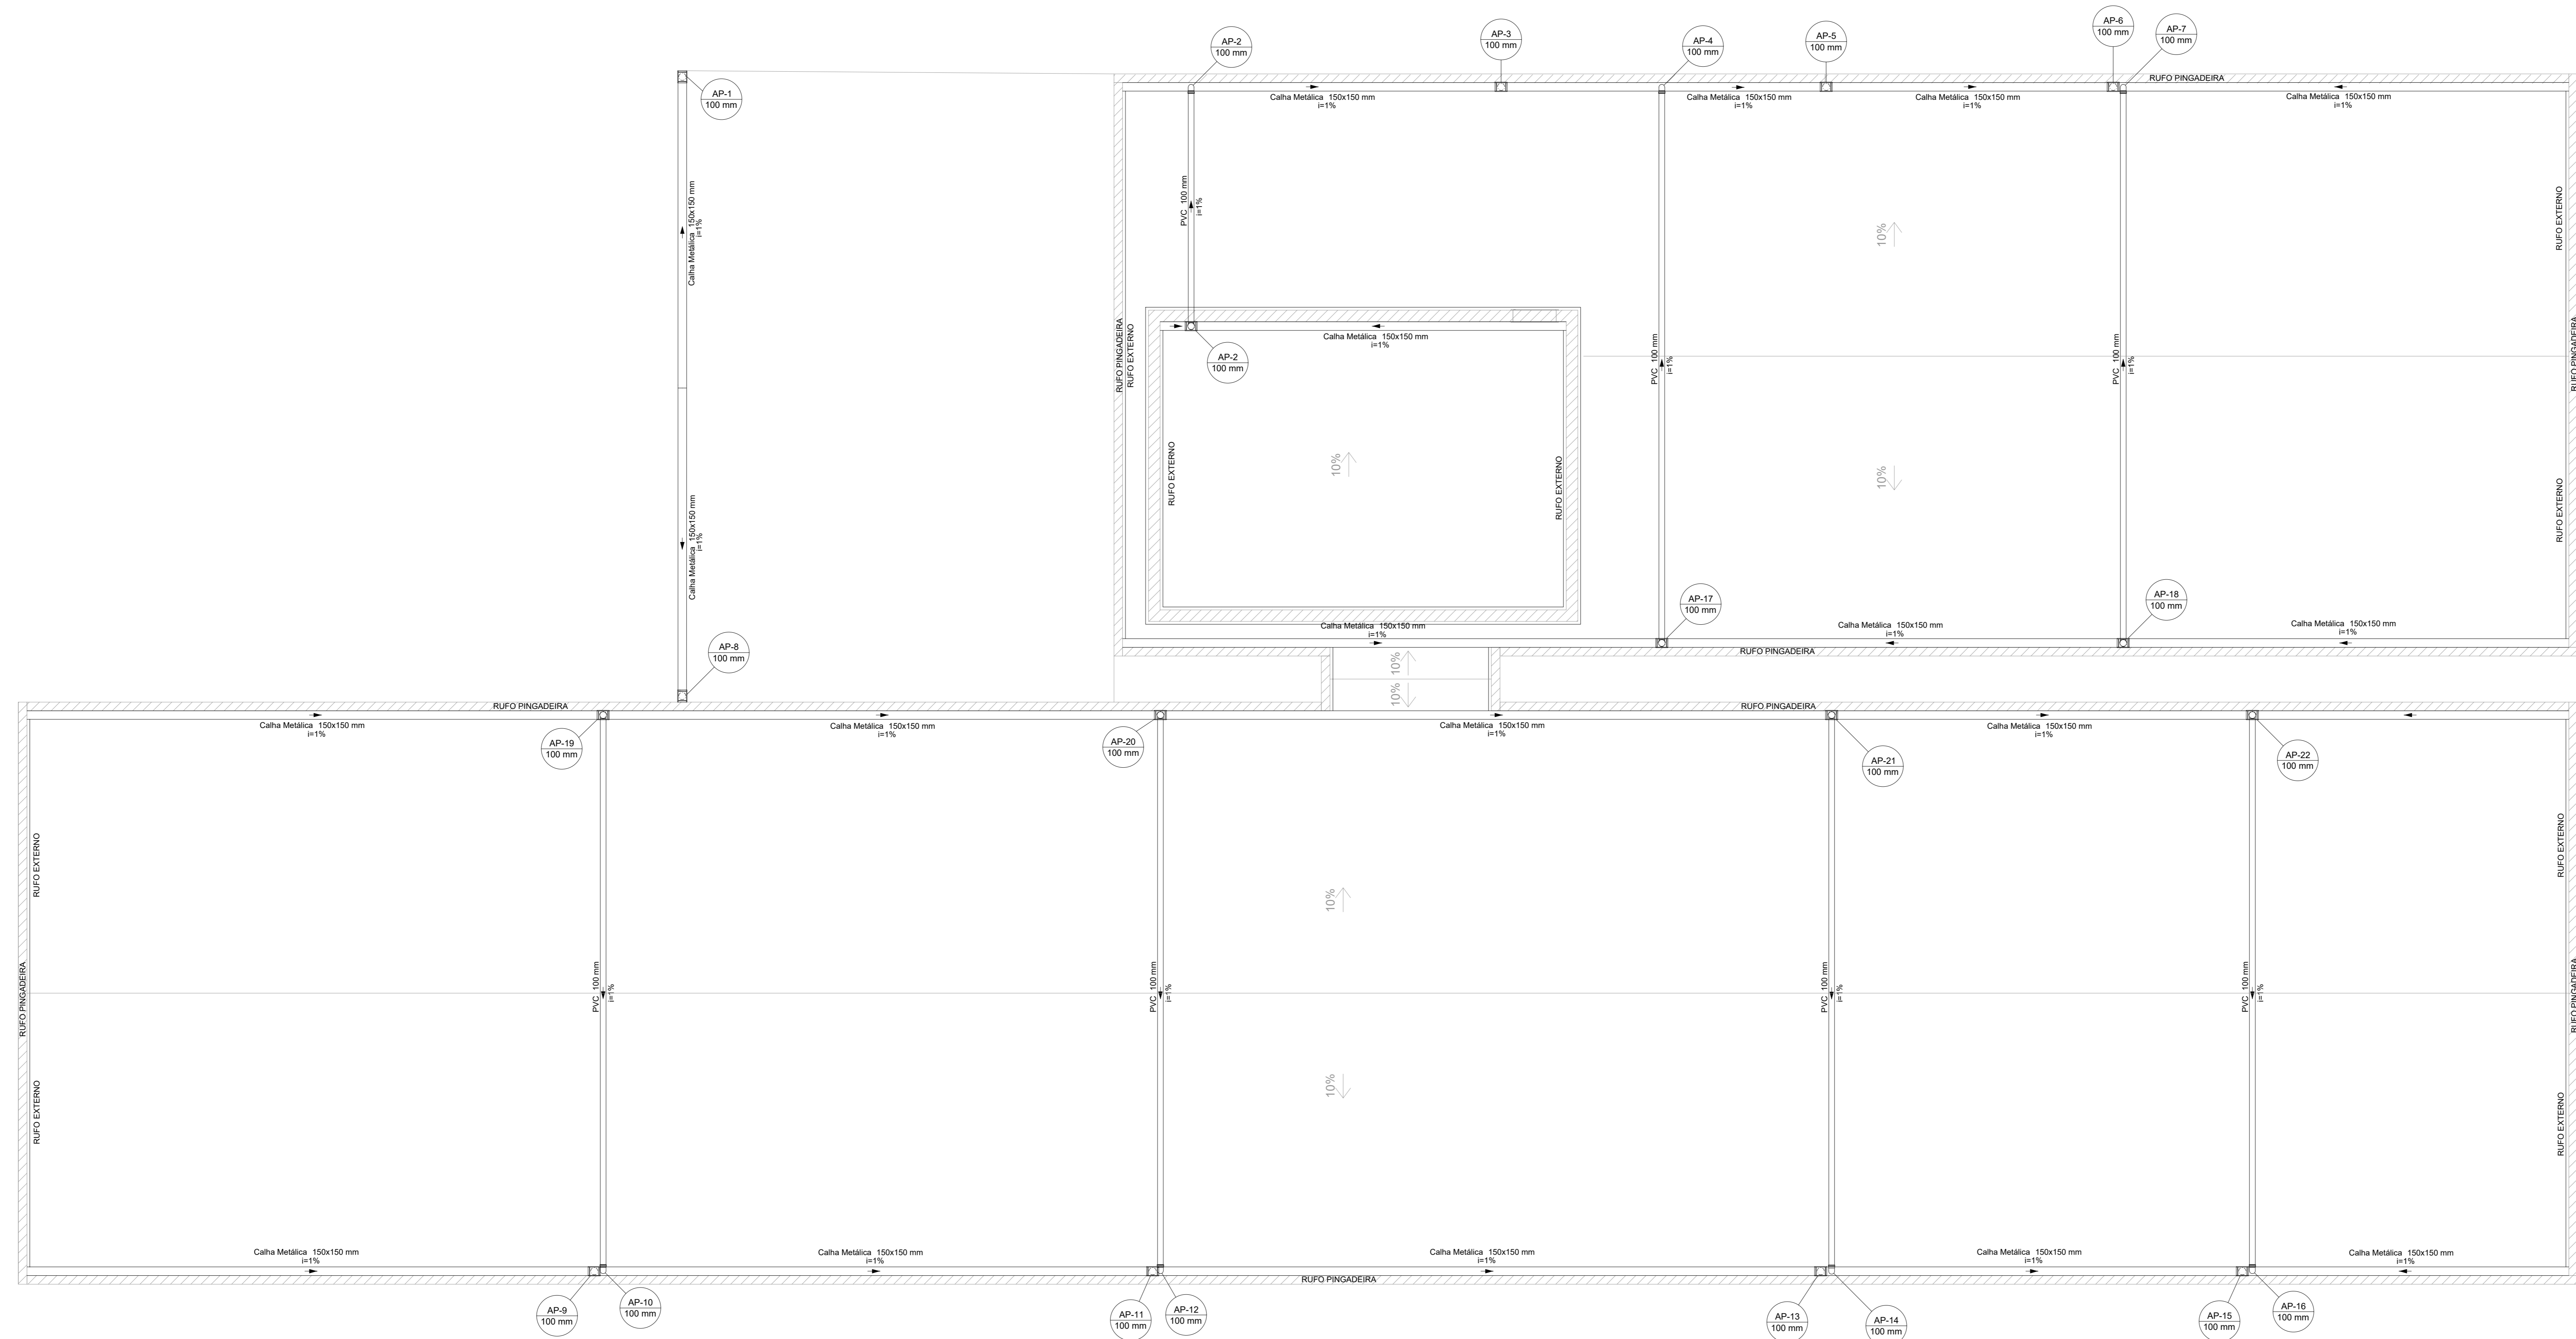 AP-6
100 mm
AP-7
100 mm
AP-2
100 mm
AP-3
100 mm
AP-4
100 mm
AP-5
100 mm
RUFO PINGADEIRA
AP-1
100 mm
Calha Metálica 150x150 mm
i=1%
Calha Metálica 150x150 mm
i=1%
Calha Metálica 150x150 mm
i=1%
Calha Metálica 150x150 mm
i=1%
Calha Metálica 150x150 mm
i=1%
PVC 100 mm
i=1%
10%
RUFO EXTERNO
RUFO PINGADEIRA
RUFO EXTERNO
Calha Metálica 150x150 mm
i=1%
AP-2
100 mm
PVC 100 mm
i=1%
PVC 100 mm
i=1%
RUFO PINGADEIRA
RUFO EXTERNO
10%
RUFO EXTERNO
10%
RUFO EXTERNO
Calha Metálica 150x150 mm
i=1%
AP-17
100 mm
AP-18
100 mm
Calha Metálica 150x150 mm
i=1%
Calha Metálica 150x150 mm
i=1%
Calha Metálica 150x150 mm
i=1%
AP-8
100 mm
RUFO PINGADEIRA
10%
10%
RUFO PINGADEIRA
RUFO PINGADEIRA
Calha Metálica 150x150 mm
i=1%
Calha Metálica 150x150 mm
i=1%
Calha Metálica 150x150 mm
i=1%
Calha Metálica 150x150 mm
i=1%
AP-19
100 mm
AP-20
100 mm
AP-21
100 mm
AP-22
100 mm
RUFO EXTERNO
10%
RUFO EXTERNO
RUFO PINGADEIRA
PVC 100 mm
i=1%
PVC 100 mm
i=1%
PVC 100 mm
i=1%
PVC 100 mm
i=1%
RUFO PINGADEIRA
RUFO EXTERNO
10%
RUFO EXTERNO
Calha Metálica 150x150 mm
i=1%
Calha Metálica 150x150 mm
i=1%
Calha Metálica 150x150 mm
i=1%
Calha Metálica 150x150 mm
i=1%
Calha Metálica 150x150 mm
i=1%
RUFO PINGADEIRA
AP-9
100 mm
AP-10
100 mm
AP-11
100 mm
AP-12
100 mm
AP-13
100 mm
AP-14
100 mm
AP-15
100 mm
AP-16
100 mm